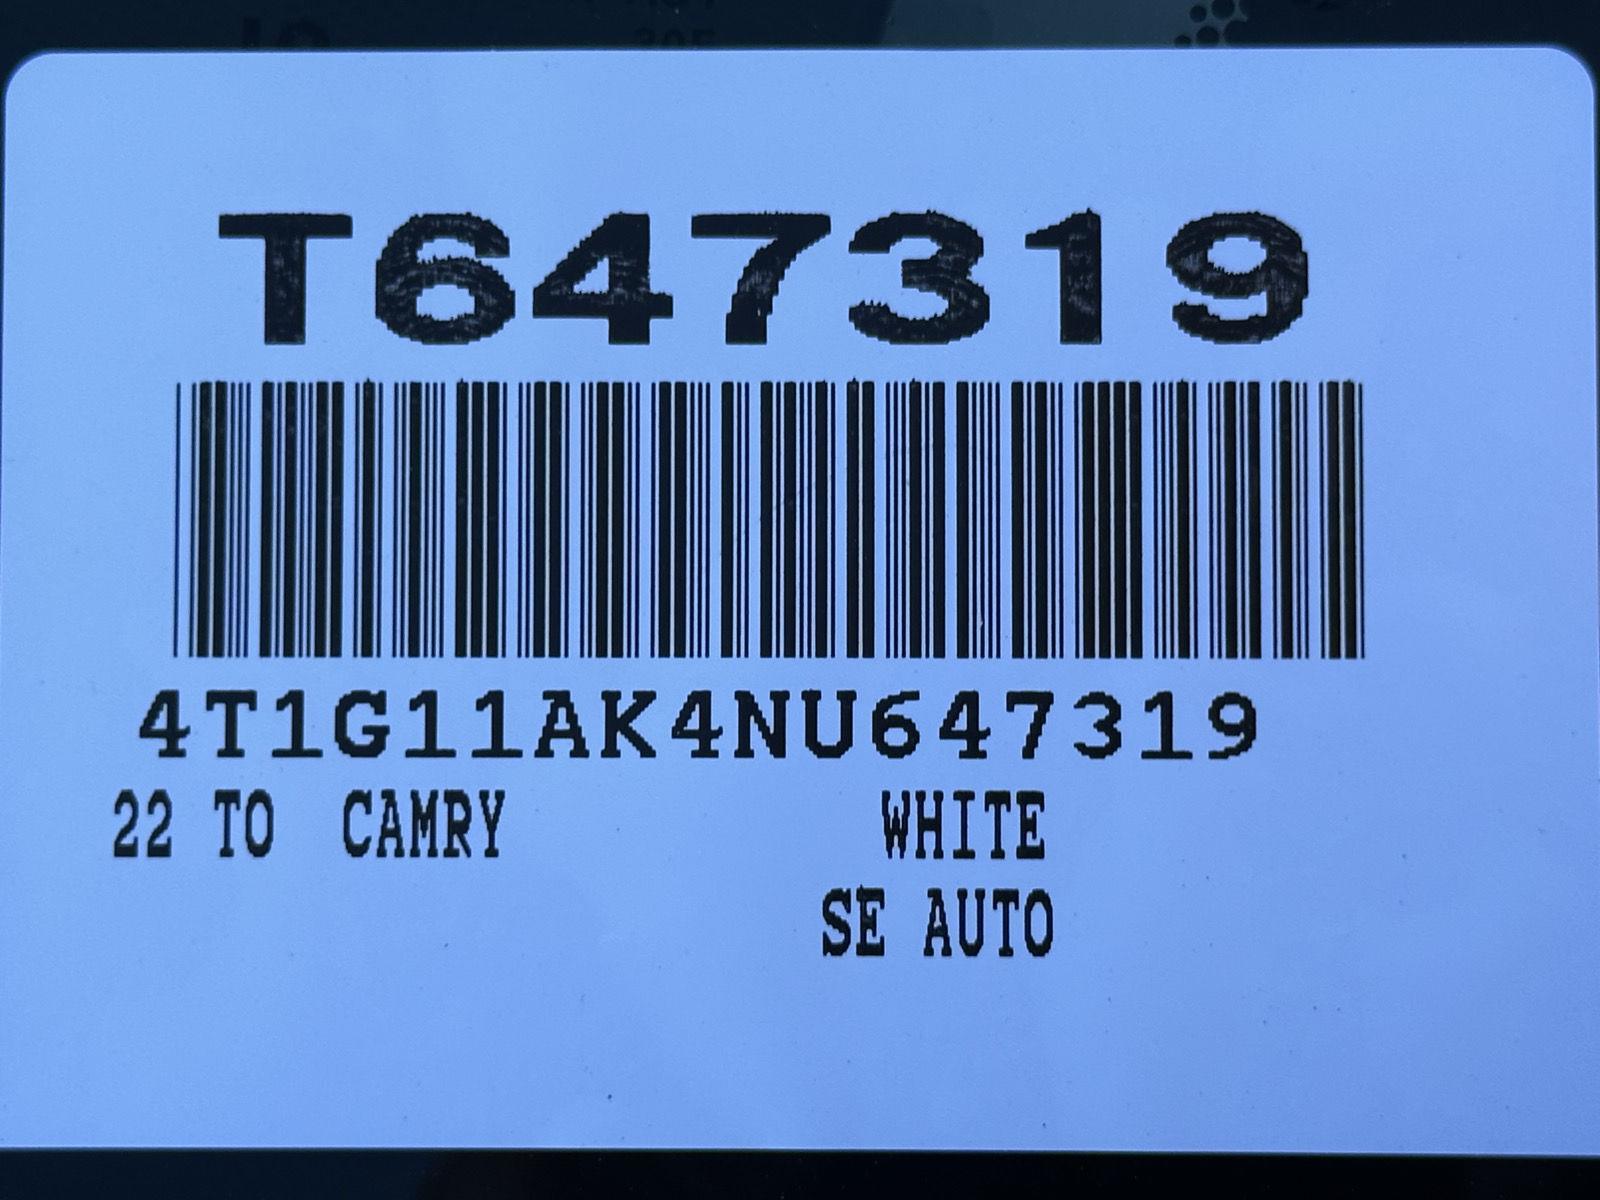 T647319
4T1G11AK4NU647319
22 TO CAMRY WHITE
SE AUTO